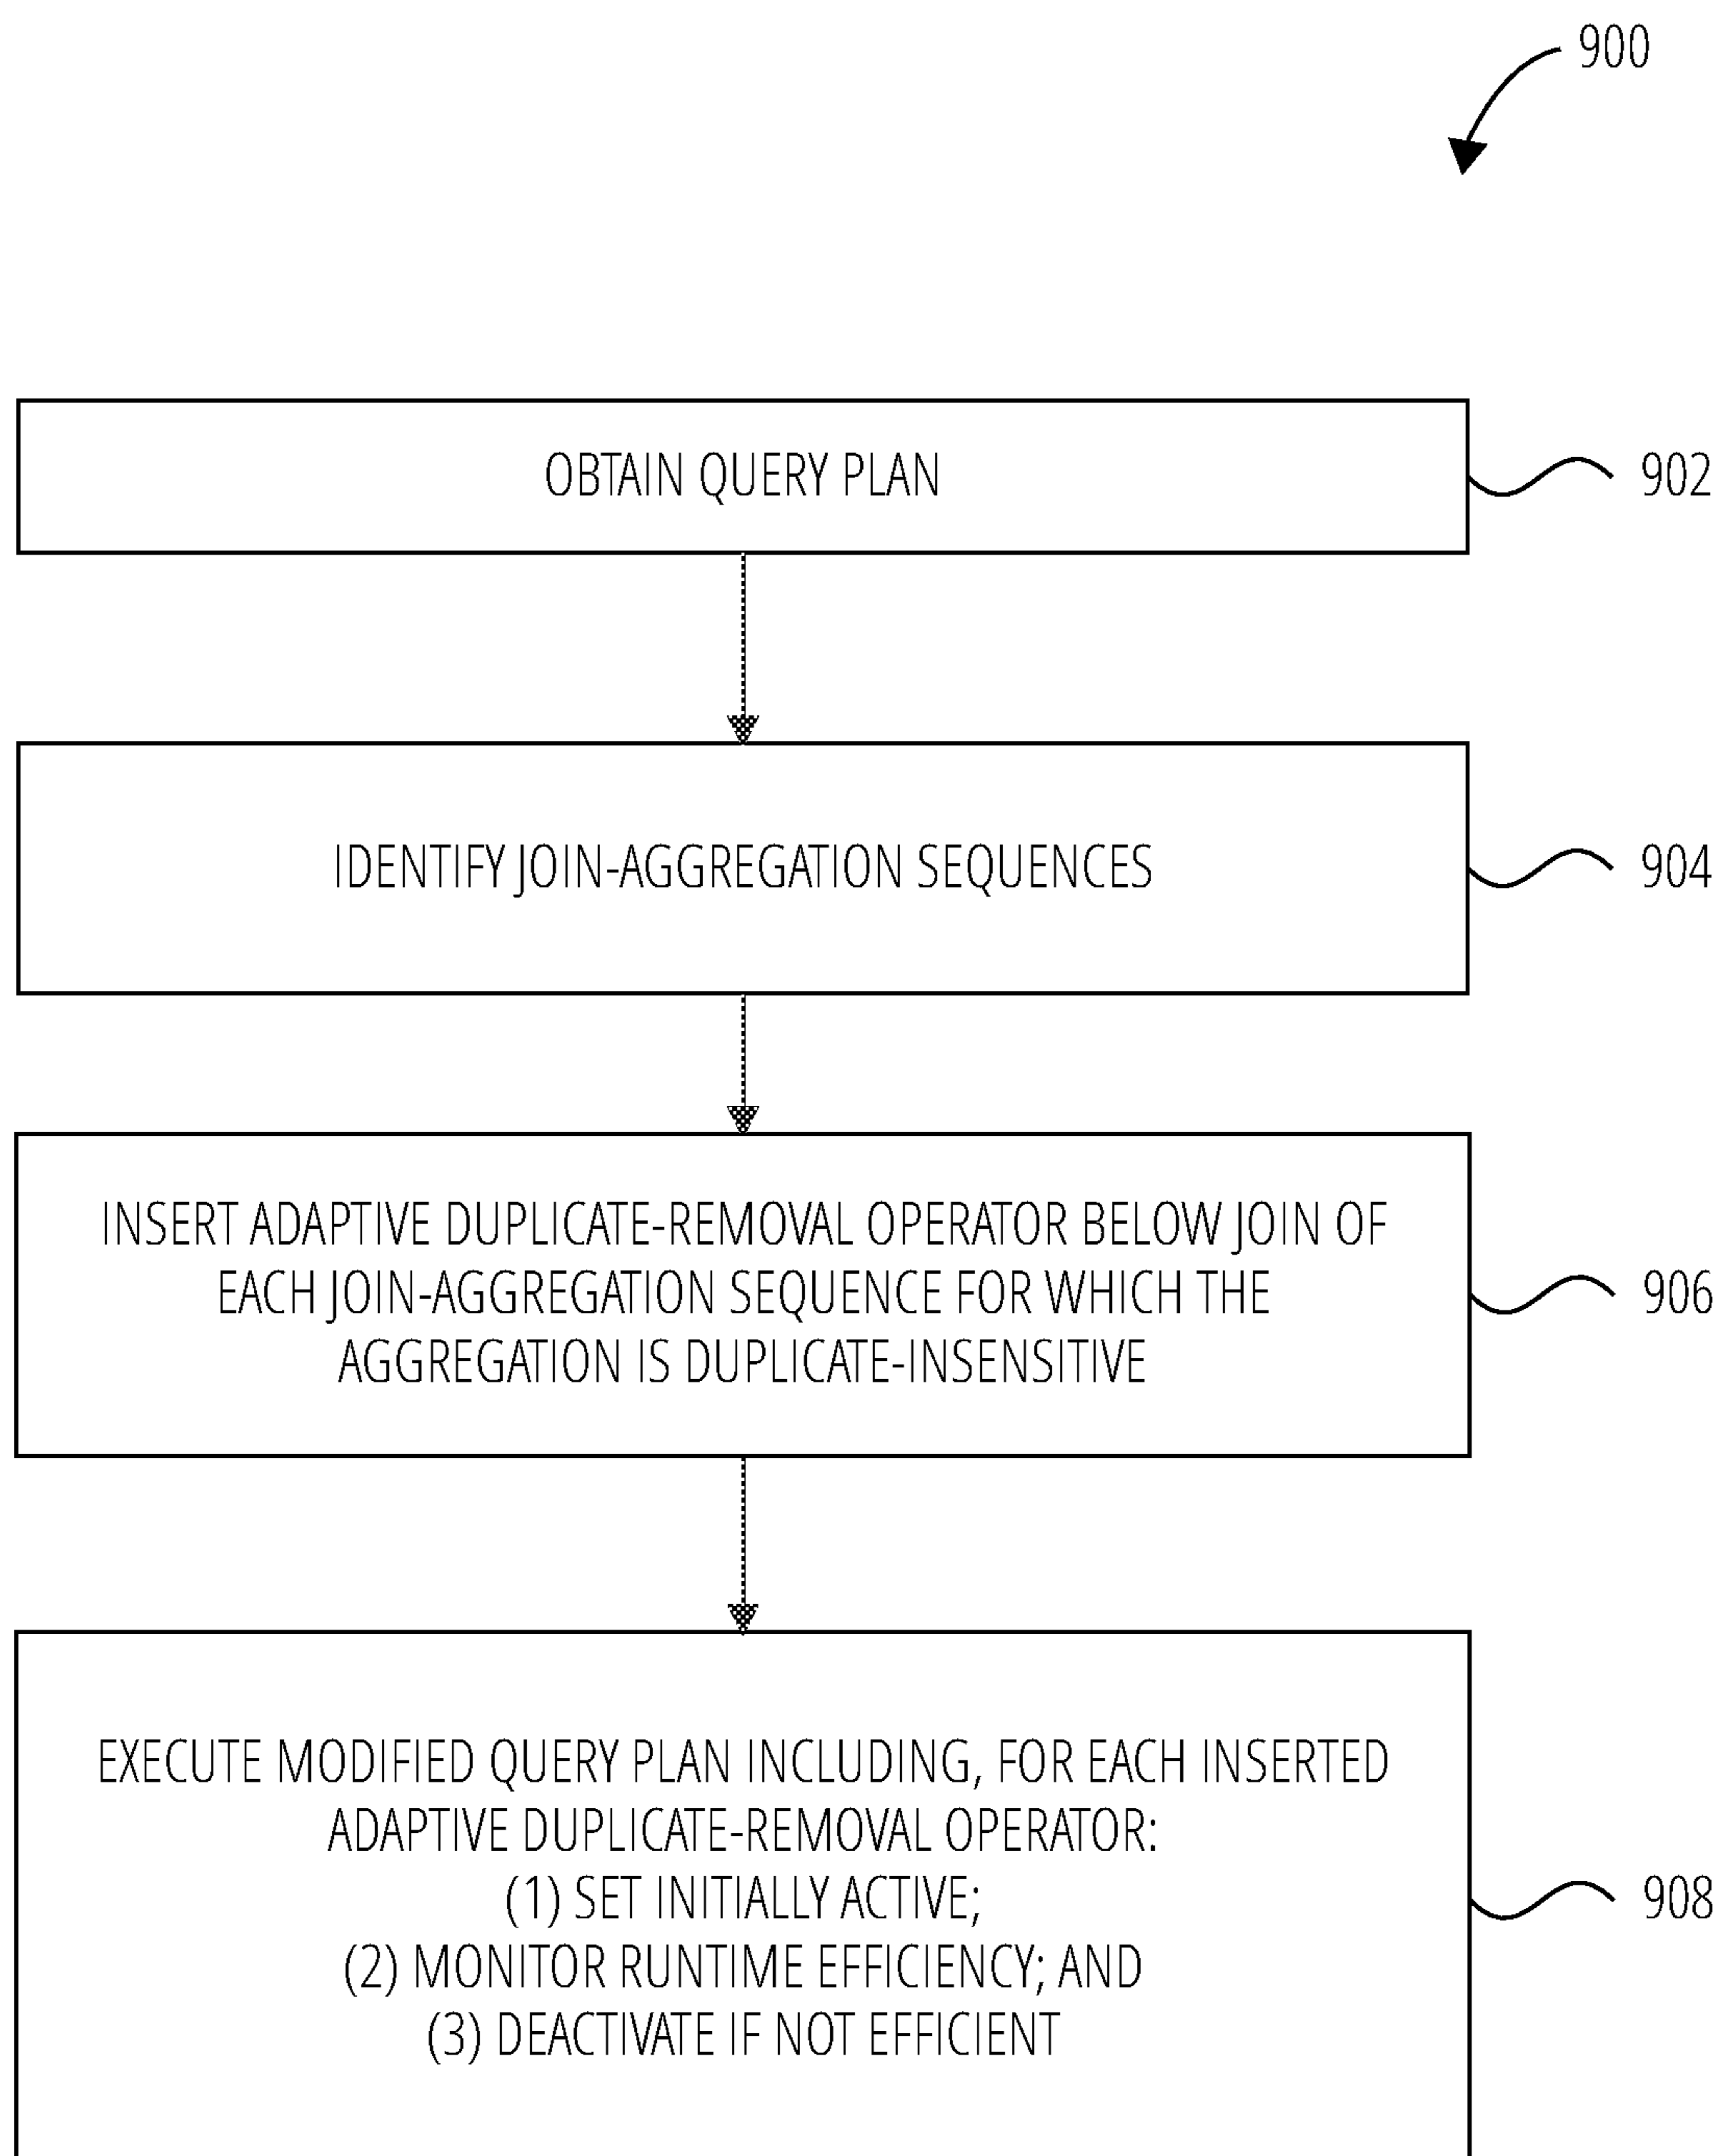 900
OBTAIN QUERY PLAN
902
IDENTIFY JOIN-AGGREGATION SEQUENCES
904
INSERT ADAPTIVE DUPLICATE-REMOVAL OPERATOR BELOW JOIN OF
EACH JOIN-AGGREGATION SEQUENCE FOR WHICH THE
AGGREGATION IS DUPLICATE-INSENSITIVE
906
EXECUTE MODIFIED QUERY PLAN INCLUDING, FOR EACH INSERTED
ADAPTIVE DUPLICATE-REMOVAL OPERATOR:
(1) SET INITIALLY ACTIVE;
(2) MONITOR RUNTIME EFFICIENCY; AND
(3) DEACTIVATE IF NOT EFFICIENT
908